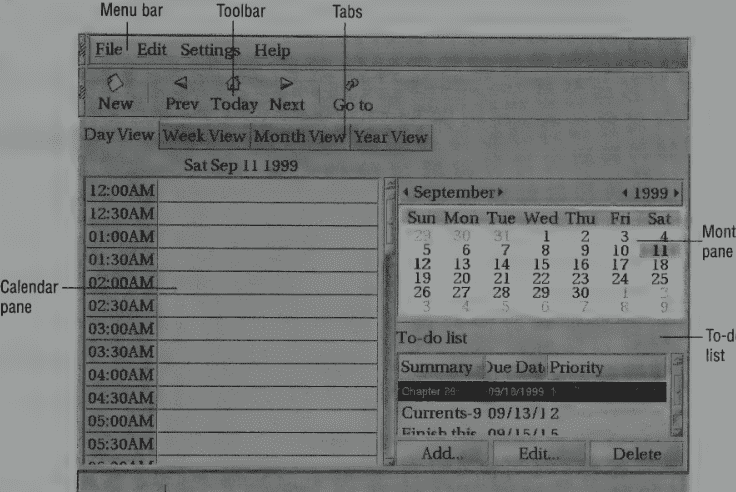 Menu bar Toolbar Tabs
File Edit Settings Help
New Prev Today Next Go to
Day View Week View Month View Year View
Sat Sep 11 1999
12:00AM
12:30AM
01:00AM
01:30AM
02:00AM
02:30AM
03:00AM
03:30AM
04:00AM
04:30AM
05:00AM
05:30AM
Calendar
pane
September 1999
Sun Mon Tue Wed Thu Fri Sat
29 30 31 1 2 3 4
5 6 7 8 9 10 11
12 13 14 15 16 17 18
19 20 21 22 23 24 25
26 27 28 29 30 1 2
3 4 5 6 7 8 9
Mont
pane
To-do list
To-d
list
Summary Due Dat Priority
Chapter 09/18/1999 1
Currents-9 09/13/1 2
Finish this 09/15/1 5
Add... Edit... Delete